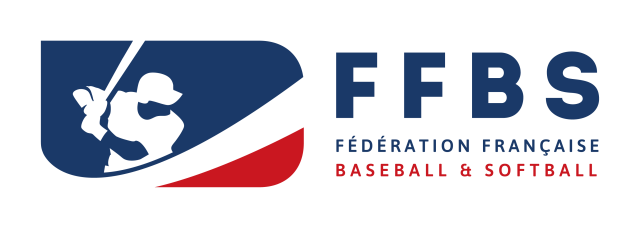 FFBS
FÉDÉRATION FRANÇAISE
BASEBALL & SOFTBALL